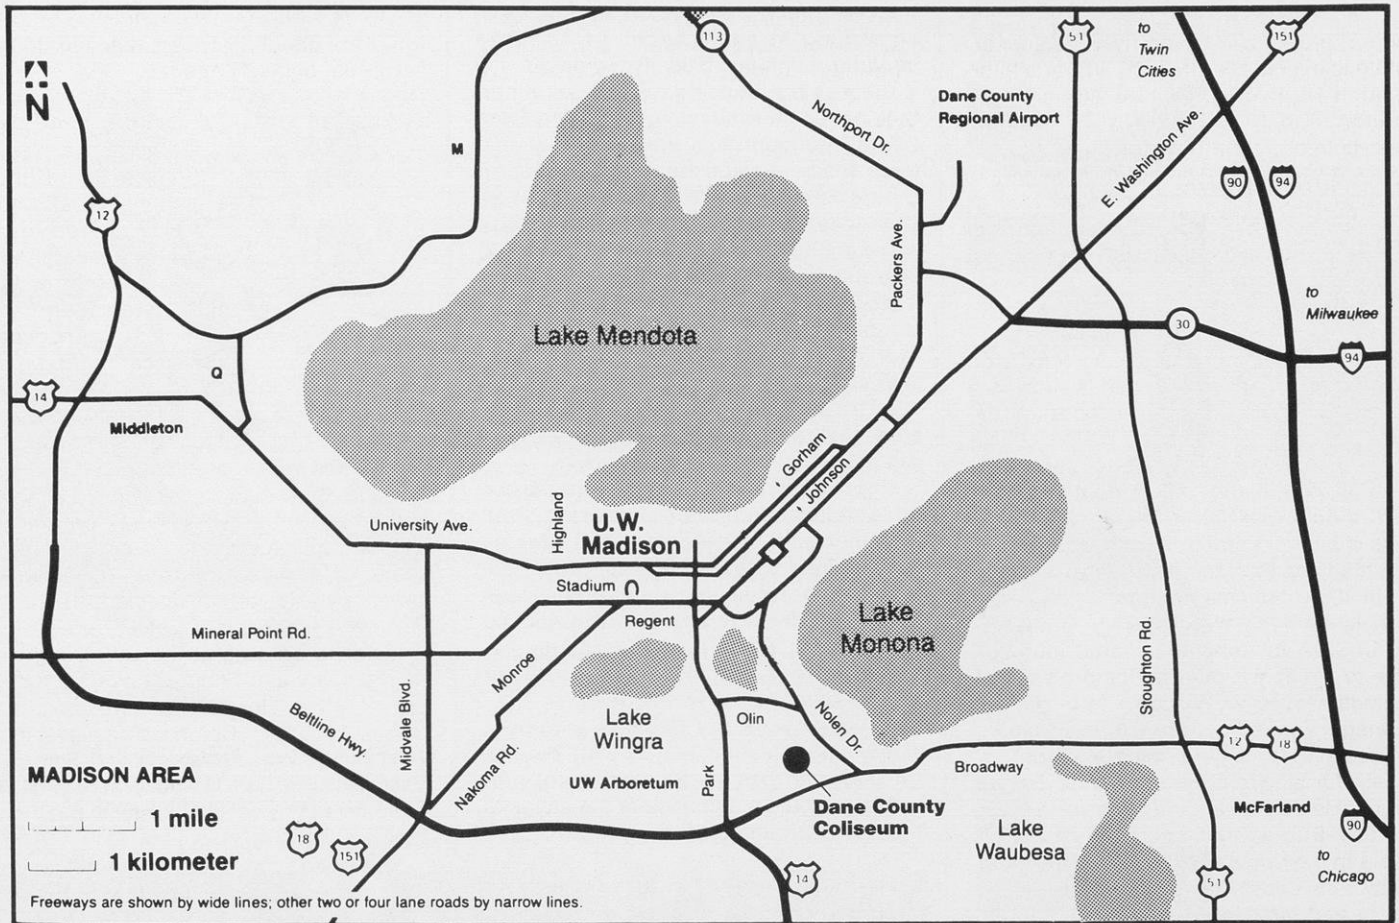 113
51
to
Twin
Cities
151
N
Dane County
Regional Airport
Northport Dr.
M
E. Washington Ave.
90
94
12
Packers Ave.
to
Milwaukee
30
94
Lake Mendota
Q
14
Middleton
Gorham
Johnson
University Ave.
Highland
U.W.
Madison
Stadium
Regent
Lake
Monona
Mineral Point Rd.
Monroe
Stoughton Rd.
Midvale Blvd.
Beltline Hwy.
Lake
Wingra
Olin
Nolen Dr.
Nakoma Rd.
UW Arboretum
Park
12
18
Broadway
MADISON AREA
1 mile
1 kilometer
Dane County
Coliseum
McFarland
Lake
Waubesa
90
to
Chicago
18
151
14
51
Freeways are shown by wide lines; other two or four lane roads by narrow lines.